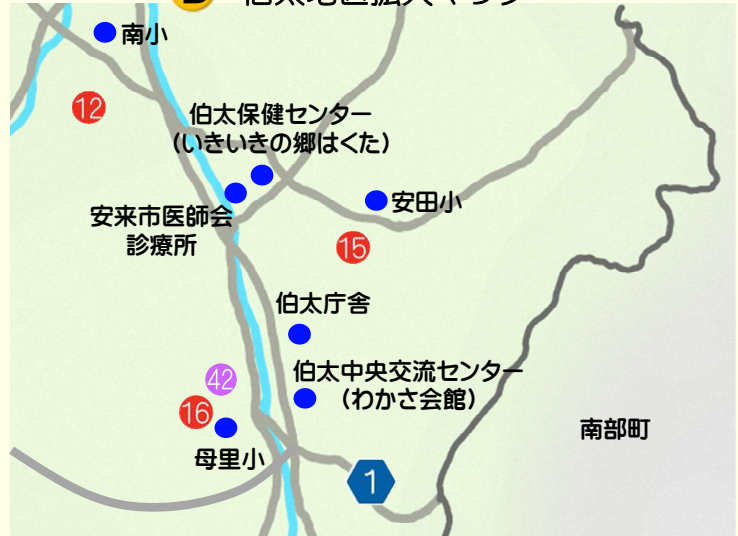 南小
12
伯太保健センター
（いきいきの郷はくた）
安来市医師会
診療所
安田小
15
伯太庁舎
42
伯太中央交流センター
（わかさ会館）
16
母里小
南部町
1